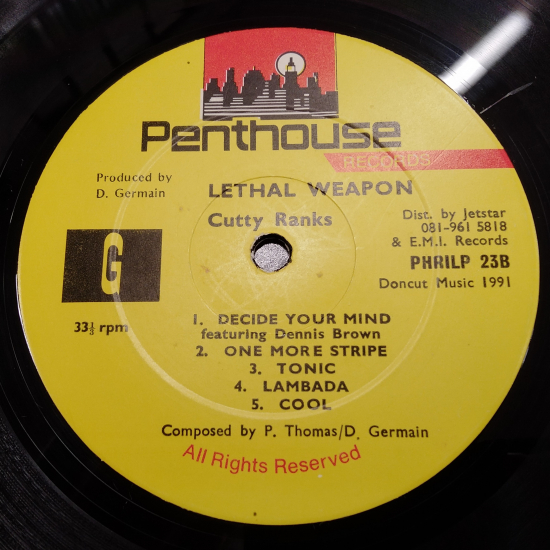 Penthouse
RECORDS
Produced by
D. Germain
LETHAL WEAPON
Cutty Ranks
Dist. by Jetstar
081-961 5818
& E.M.I. Records
PHRILP 23B
Doncut Music 1991
G
33⅓ rpm
1. DECIDE YOUR MIND
featuring Dennis Brown
2. ONE MORE STRIPE
3. TONIC
4. LAMBADA
5. COOL
Composed by P. Thomas/D. Germain
All Rights Reserved